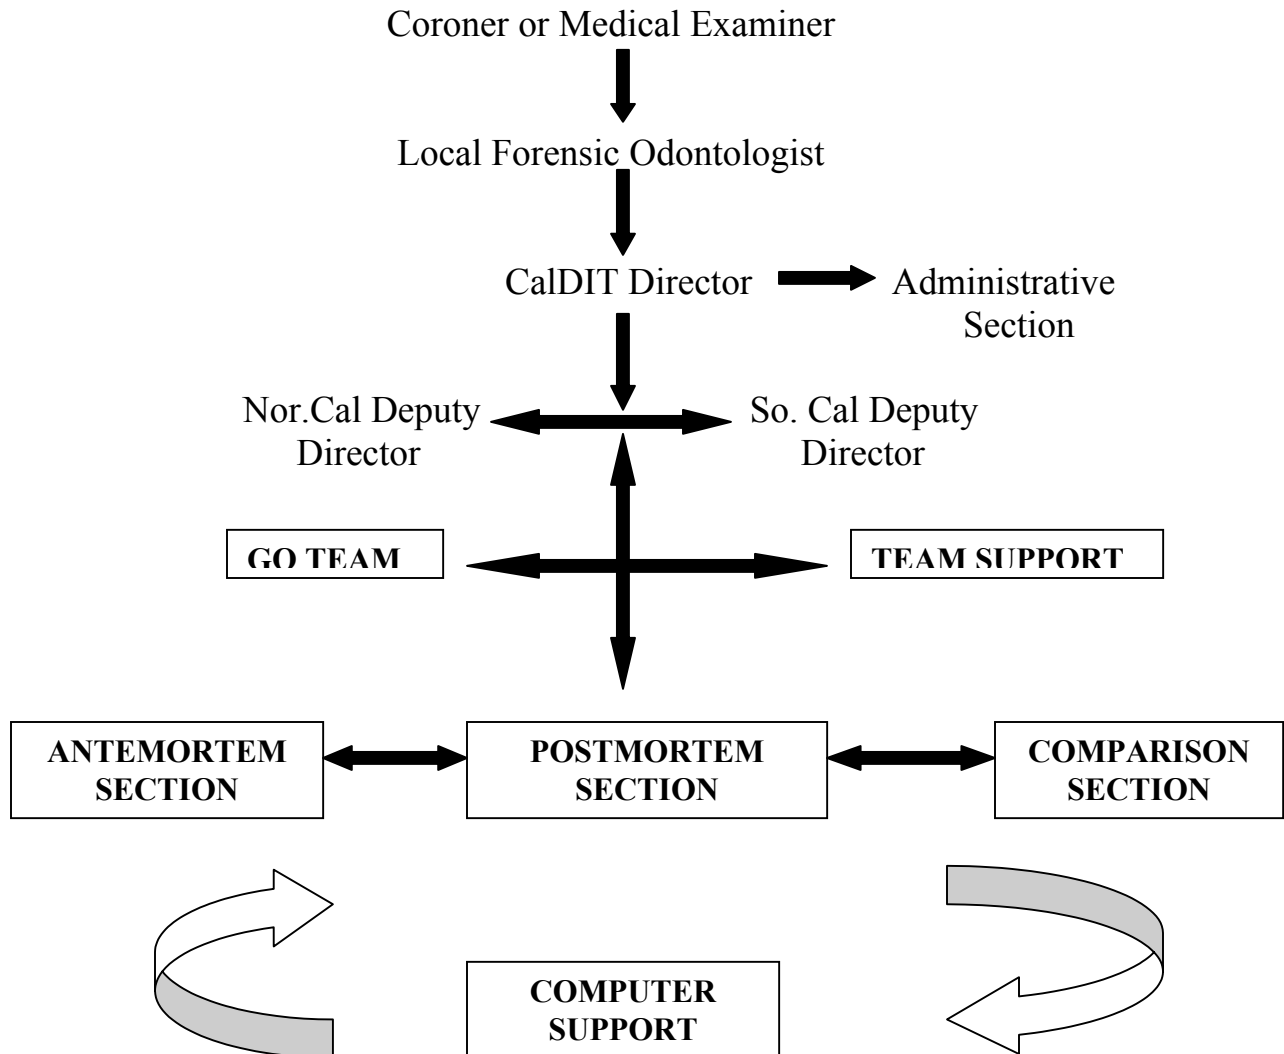 Coroner or Medical Examiner
Local Forensic Odontologist
CalDIT Director
Administrative
Section
Nor.Cal Deputy
Director
So. Cal Deputy
Director
GO TEAM
TEAM SUPPORT
ANTEMORTEM
SECTION
POSTMORTEM
SECTION
COMPARISON
SECTION
COMPUTER
SUPPORT